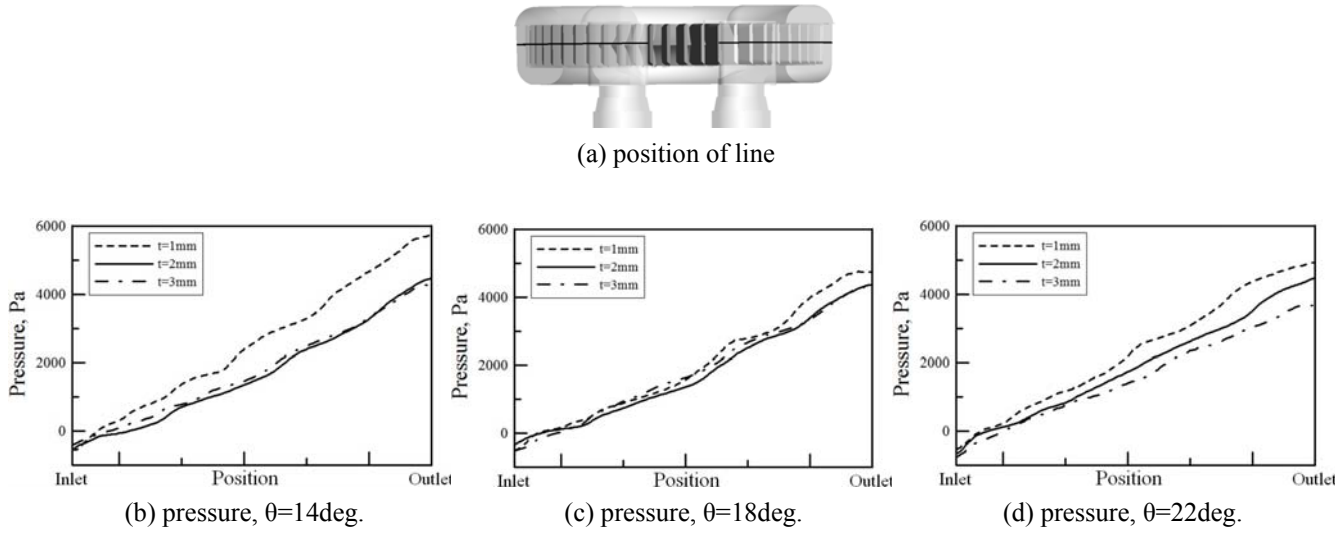 (a) position of line
6000
4000
2000
0
Pressure, Pa
t=1mm
t=2mm
t=3mm
Inlet
Position
Outlet
(b) pressure, θ=14deg.
6000
4000
2000
0
Pressure, Pa
t=1mm
t=2mm
t=3mm
Inlet
Position
Outlet
(c) pressure, θ=18deg.
6000
4000
2000
0
Pressure, Pa
t=1mm
t=2mm
t=3mm
Inlet
Position
Outlet
(d) pressure, θ=22deg.